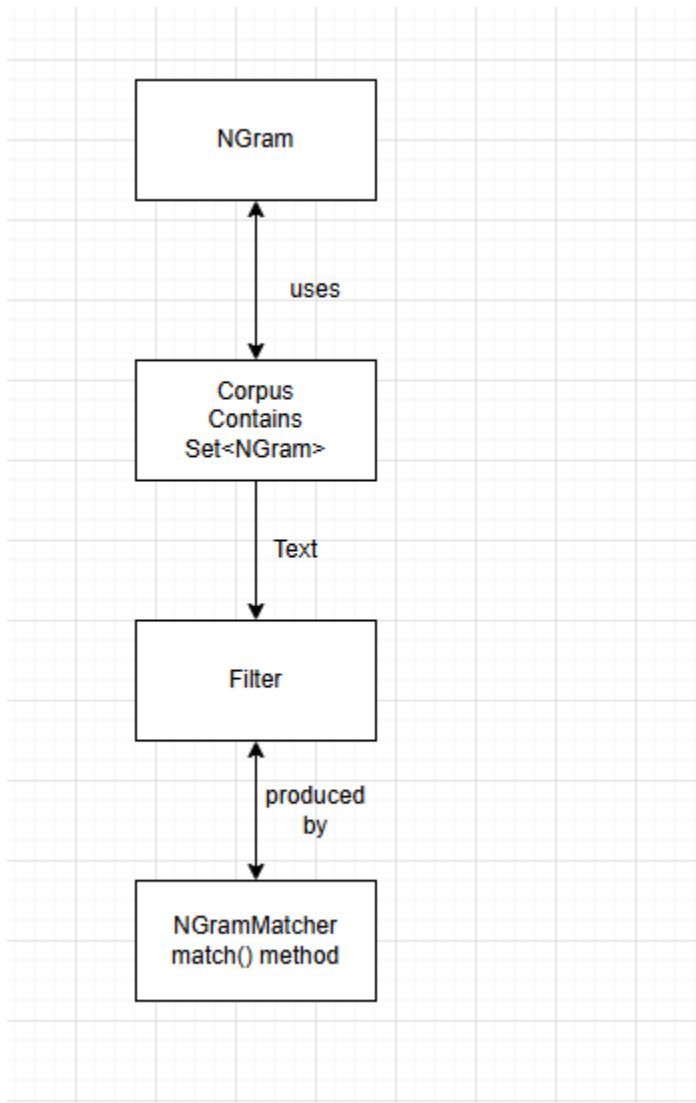 NGram
uses
Corpus
Contains
Set<NGram>
Text
Filter
produced
by
NGramMatcher
match() method